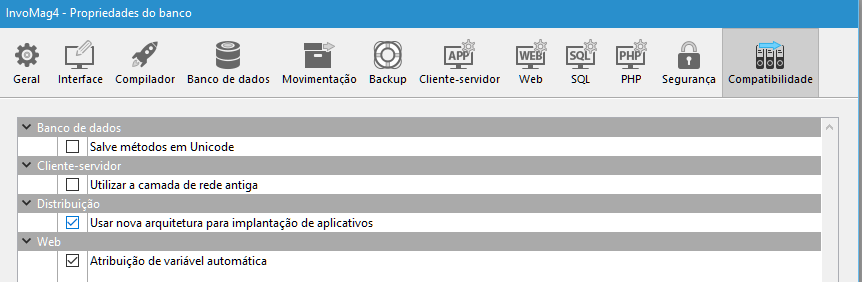 InvoMag4 - Propriedades do banco
APP WEB SQL PHP
Geral Interface Compilador Banco de dados Movimentação Backup Cliente-servidor Web SQL PHP Segurança Compatibilidade
Banco de dados
Salve métodos em Unicode
Cliente-servidor
Utilizar a camada de rede antiga
Distribuição
Usar nova arquitetura para implantação de aplicativos
Web
Atribuição de variável automática